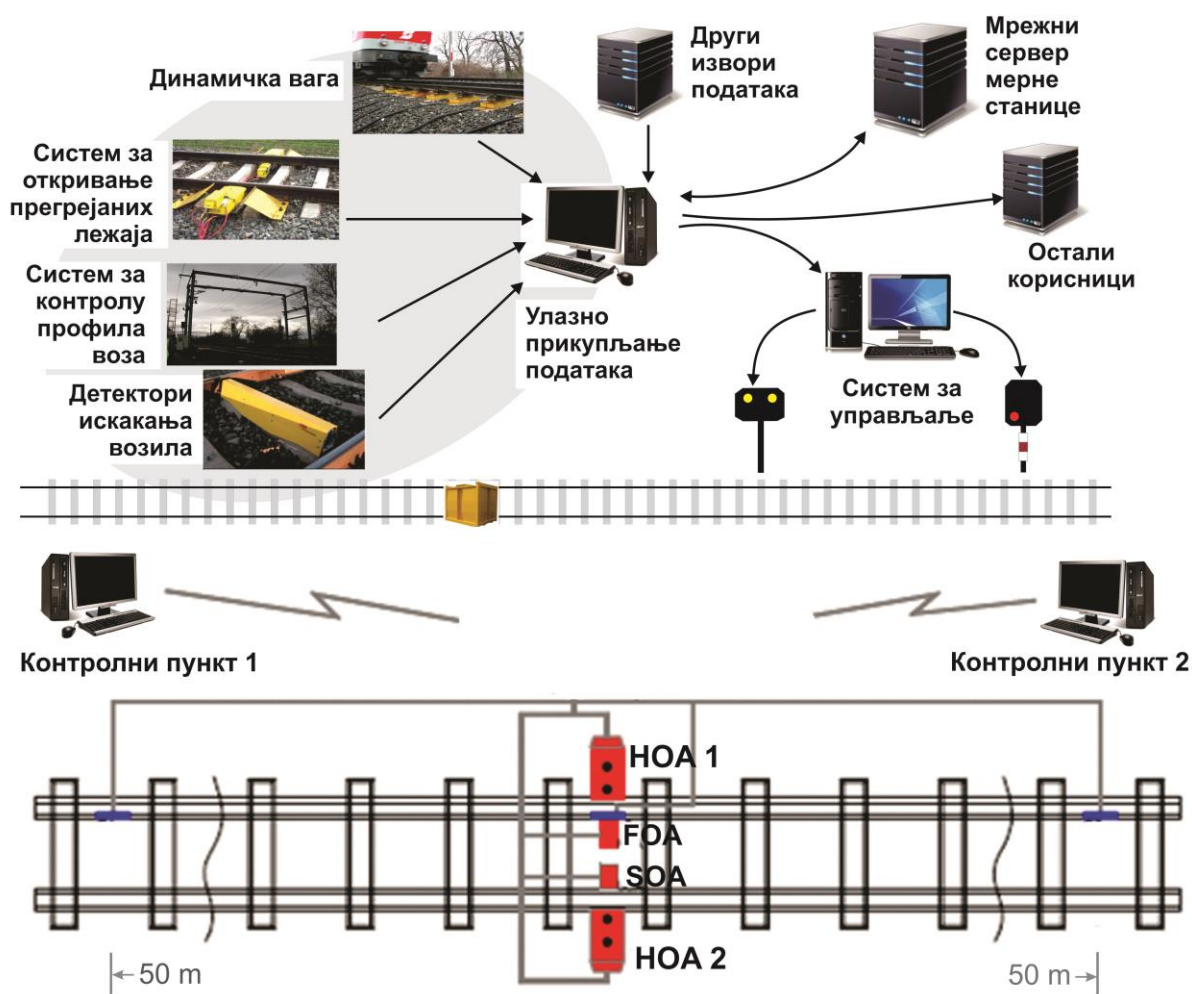 Динамичка вага
Систем за
откривање
прегрејаних
лежаја
Систем за
контролу
профила
воза
Детектори
искакања
возила
Други
извори
података
Мрежни
сервер
мерне
станице
Остали
корисници
Улазно
прикупљање
података
Систем за
управљаље
Контролни пункт 1
Контролни пункт 2
HOA 1
FOA
SOA
HOA 2
50 m
50 m